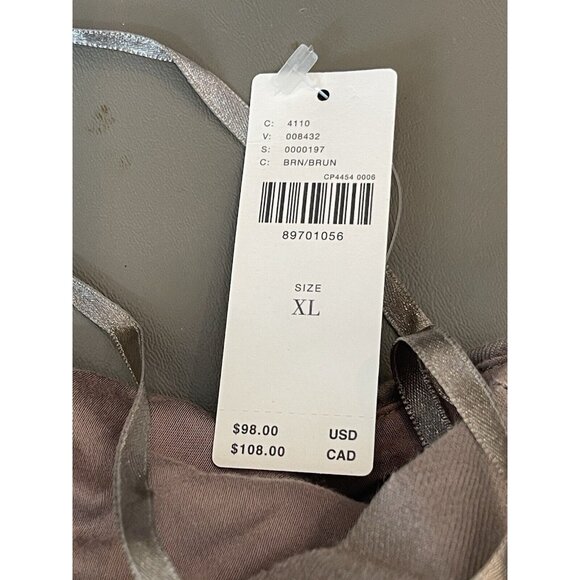 C: 4110
V: 008432
S: 0000197
C: BRN/BRUN
CP4454 0006
89701056
SIZE
XL
$98.00 USD
$108.00 CAD